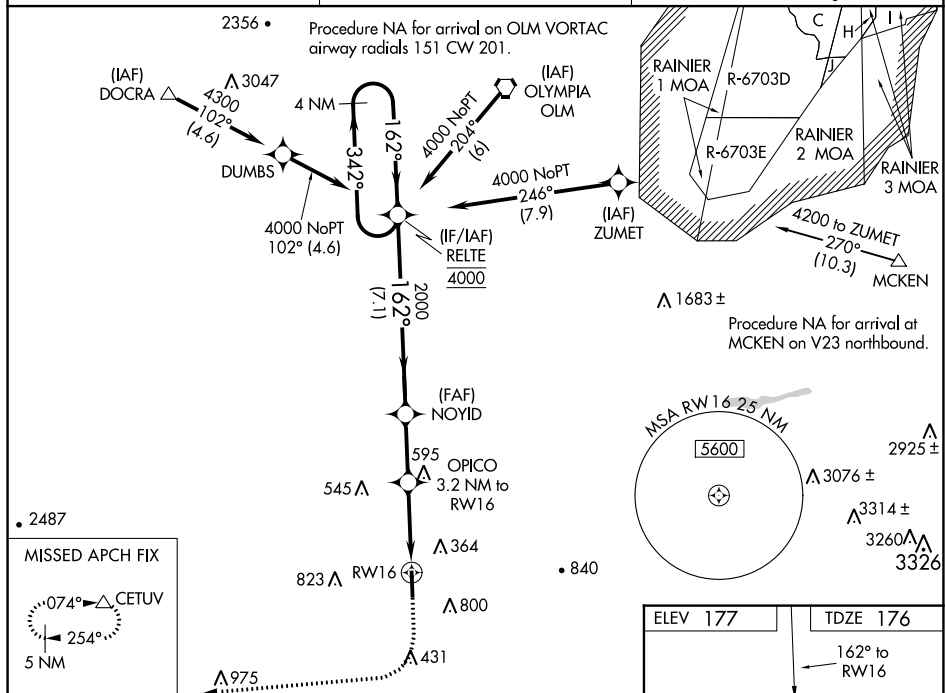 2356
Procedure NA for arrival on OLM VORTAC
airway radials 151 CW 201.
C
H
I
J
(IAF)
DOCRA
3047
4300
102°
(4.6)
4 NM
162°
342°
(IAF)
OLYMPIA
OLM
4000 NoPT
204°
(6)
RAINIER
1 MOA
R-6703D
R-6703E
RAINIER
2 MOA
RAINIER
3 MOA
DUMBS
4000 NoPT
102° (4.6)
4000 NoPT
246°
(7.9)
(IAF)
ZUMET
(IF/IAF)
RELTE
4000
4200 to ZUMET
270°
(10.3)
MCKEN
2000
162°
(7.1)
1683 ±
Procedure NA for arrival at
MCKEN on V23 northbound.
(FAF)
NOYID
MSA RW16 25 NM
5600
2925 ±
595
OPICO
3.2 NM to
RW16
545
3076 ±
3314 ±
3260
3326
2487
364
MISSED APCH FIX
074°
CETUV
254°
5 NM
823
RW16
840
800
431
975
ELEV 177
TDZE 176
162° to
RW16